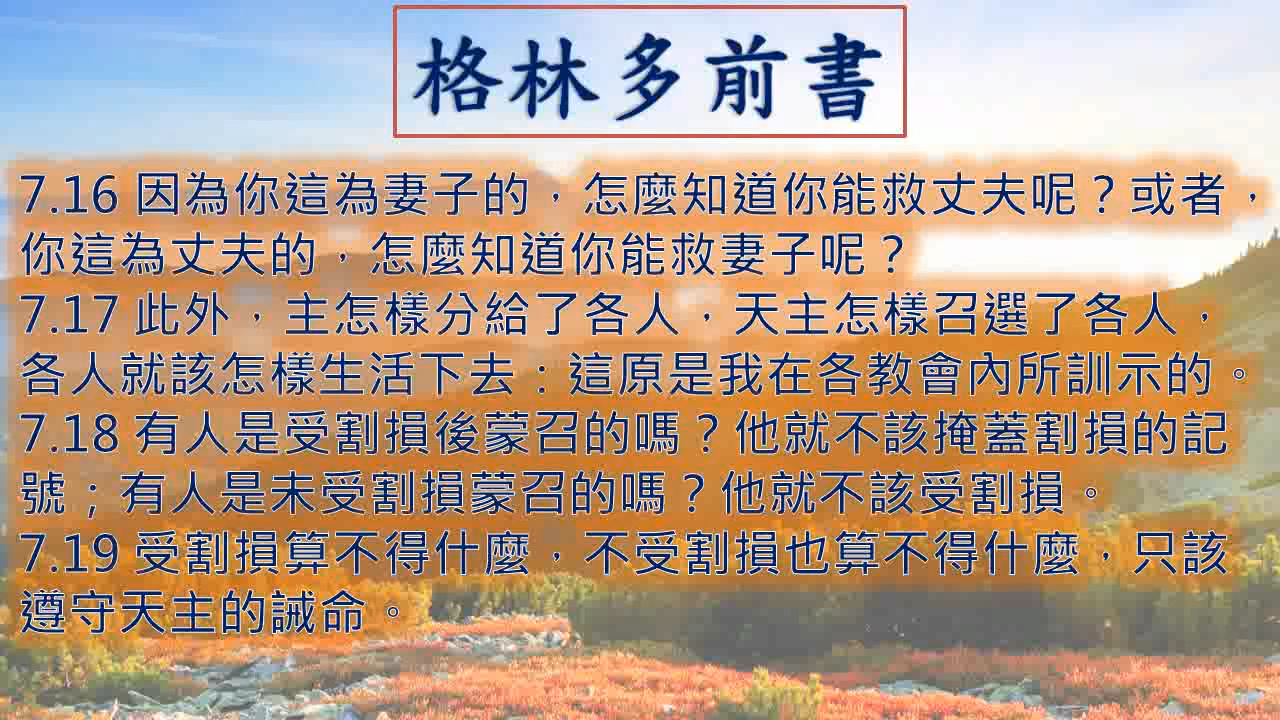 格林多前書
7.16 因為你這為妻子的，怎麼知道你能救丈夫呢？或者，
你這為丈夫的，怎麼知道你能救妻子呢？
7.17 此外，主怎樣分給了各人，天主怎樣召選了各人，
各人就該怎樣生活下去：這原是我在各教會內所訓示的。
7.18 有人是受割損後蒙召的嗎？他就不該掩蓋割損的記
號；有人是未受割損蒙召的嗎？他就不該受割損。
7.19 受割損算不得什麼，不受割損也算不得什麼，只該
遵守天主的誡命。